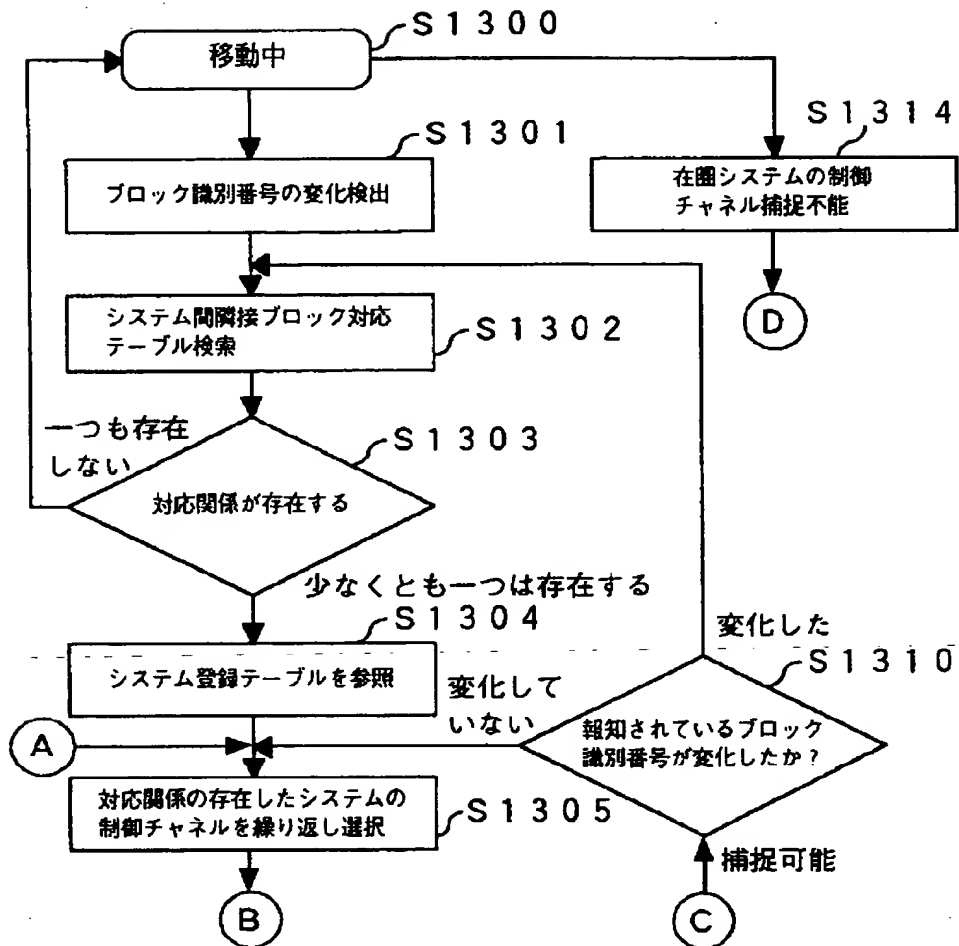 S1300
移動中
S1301
ブロック識別番号の変化検出
S1314
在圏システムの制御
チャネル捕捉不能
D
システム間隣接ブロック対応
テーブル検索
S1302
一つも存在
しない
S1303
対応関係が存在する
少なくとも一つは存在する
S1304
システム登録テーブルを参照
変化した
S1310
変化して
いない
報知されているブロック
識別番号が変化したか?
A
対応関係の存在したシステムの
制御チャネルを繰り返し選択
S1305
捕捉可能
B
C